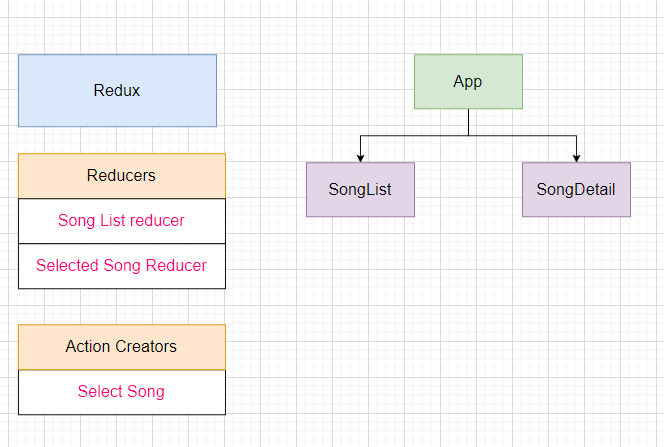 Redux
App
Reducers
Song List reducer
Selected Song Reducer
SongList
SongDetail
Action Creators
Select Song